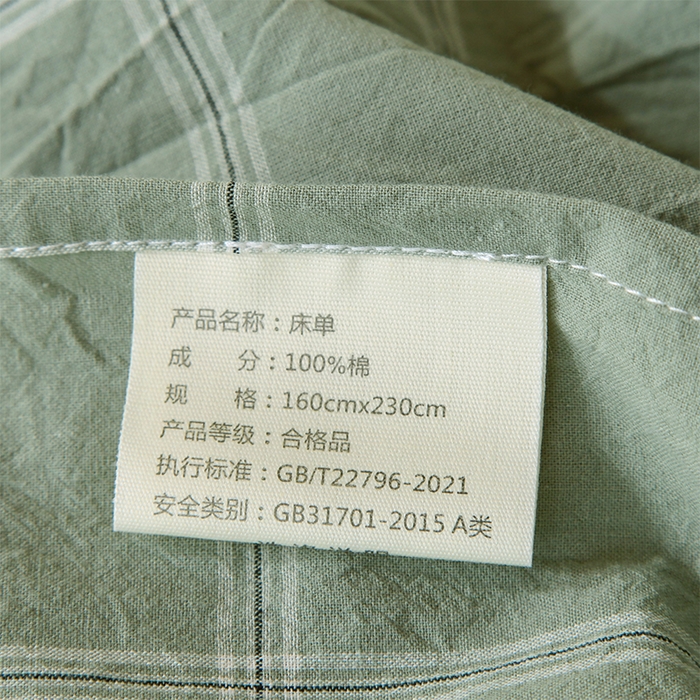 产品名称：床单
成 分：100%棉
规 格：160cmx230cm
产品等级：合格品
执行标准：GB/T22796-2021
安全类别：GB31701-2015 A类